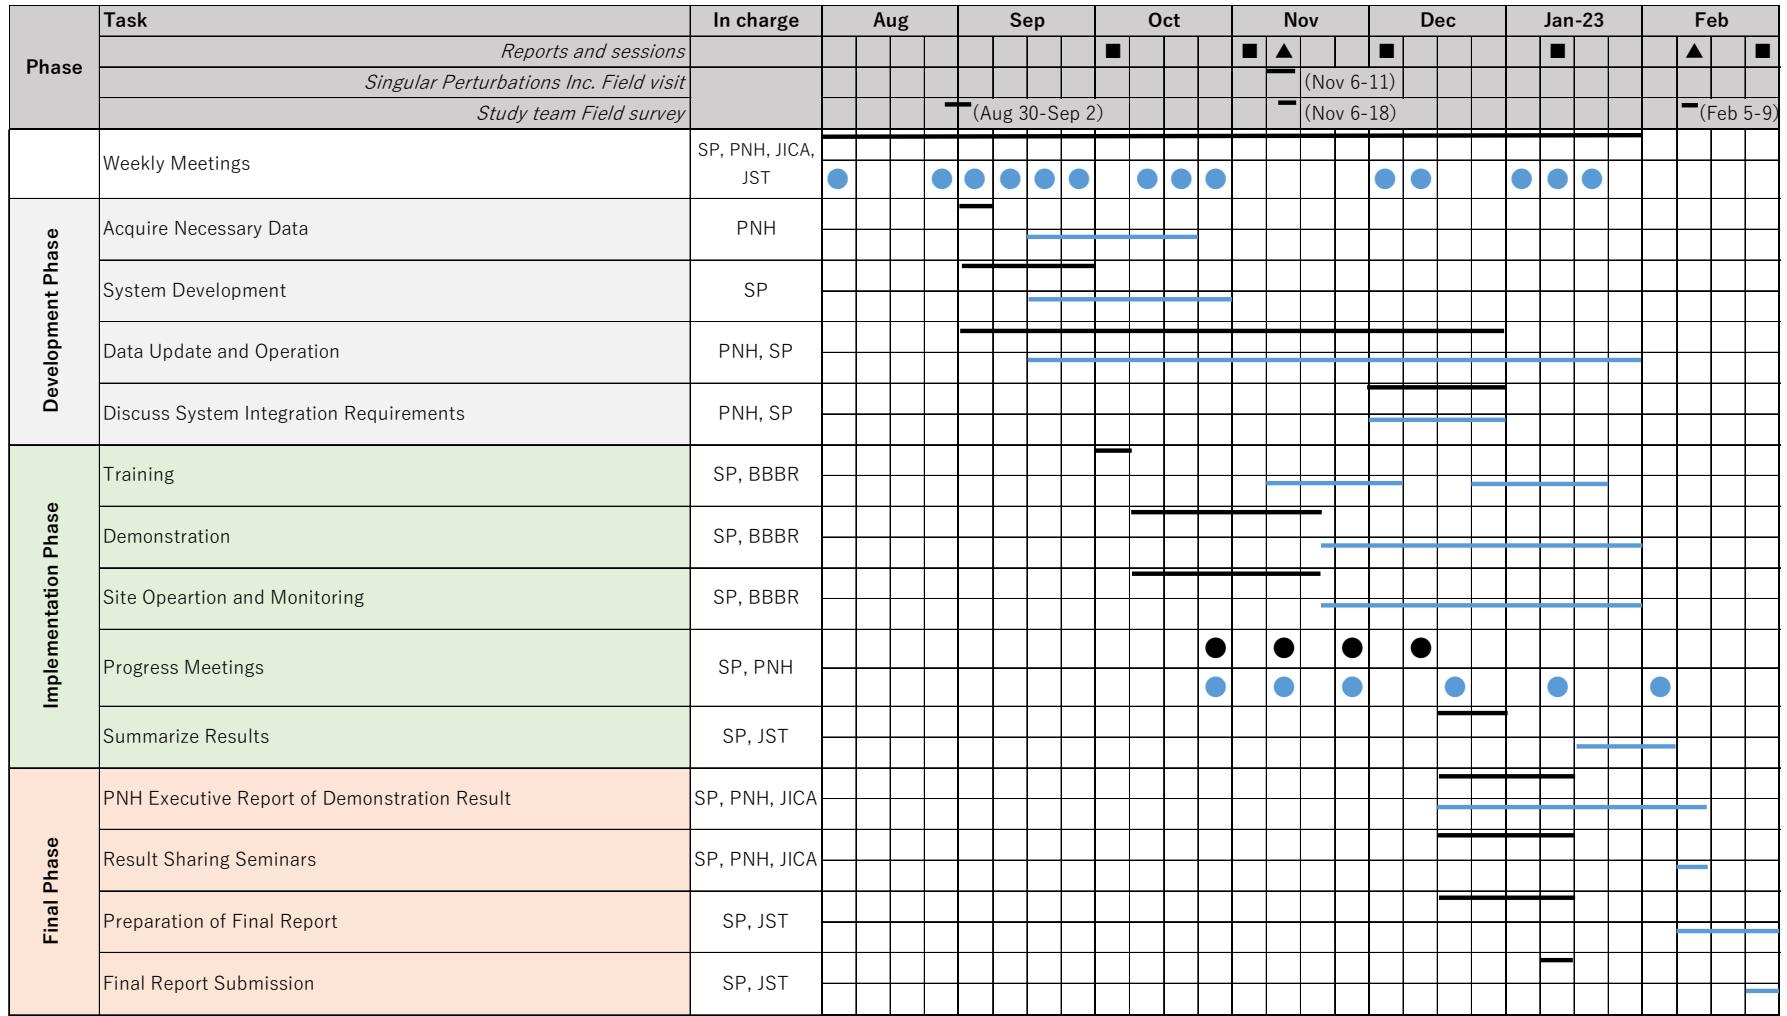 Phase
Task
In charge
Aug
Sep
Oct
Nov
Dec
Jan-23
Feb
Reports and sessions
Singular Perturbations Inc. Field visit
(Nov 6-11)
Study team Field survey
(Aug 30-Sep 2)
(Nov 6-18)
(Feb 5-9)
Weekly Meetings
SP, PNH, JICA,
JST
Development Phase
Acquire Necessary Data
PNH
System Development
SP
Data Update and Operation
PNH, SP
Discuss System Integration Requirements
PNH, SP
Implementation Phase
Training
SP, BBBR
Demonstration
SP, BBBR
Site Opeartion and Monitoring
SP, BBBR
Progress Meetings
SP, PNH
Summarize Results
SP, JST
Final Phase
PNH Executive Report of Demonstration Result
SP, PNH, JICA
Result Sharing Seminars
SP, PNH, JICA
Preparation of Final Report
SP, JST
Final Report Submission
SP, JST